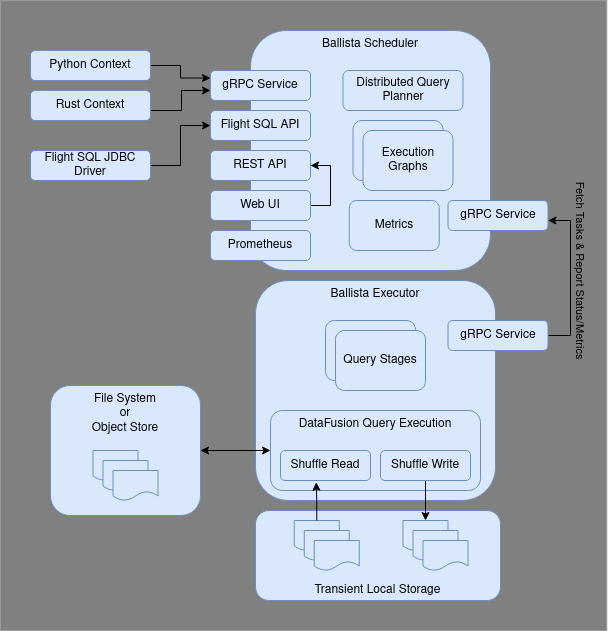 Ballista Scheduler
Python Context
Rust Context
Flight SQL JDBC
Driver
gRPC Service
Flight SQL API
REST API
Web UI
Prometheus
Distributed Query
Planner
Execution
Graphs
Metrics
gRPC Service
Fetch Tasks & Report Status/Metrics
Ballista Executor
gRPC Service
Query Stages
File System
or
Object Store
DataFusion Query Execution
Shuffle Read
Shuffle Write
Transient Local Storage